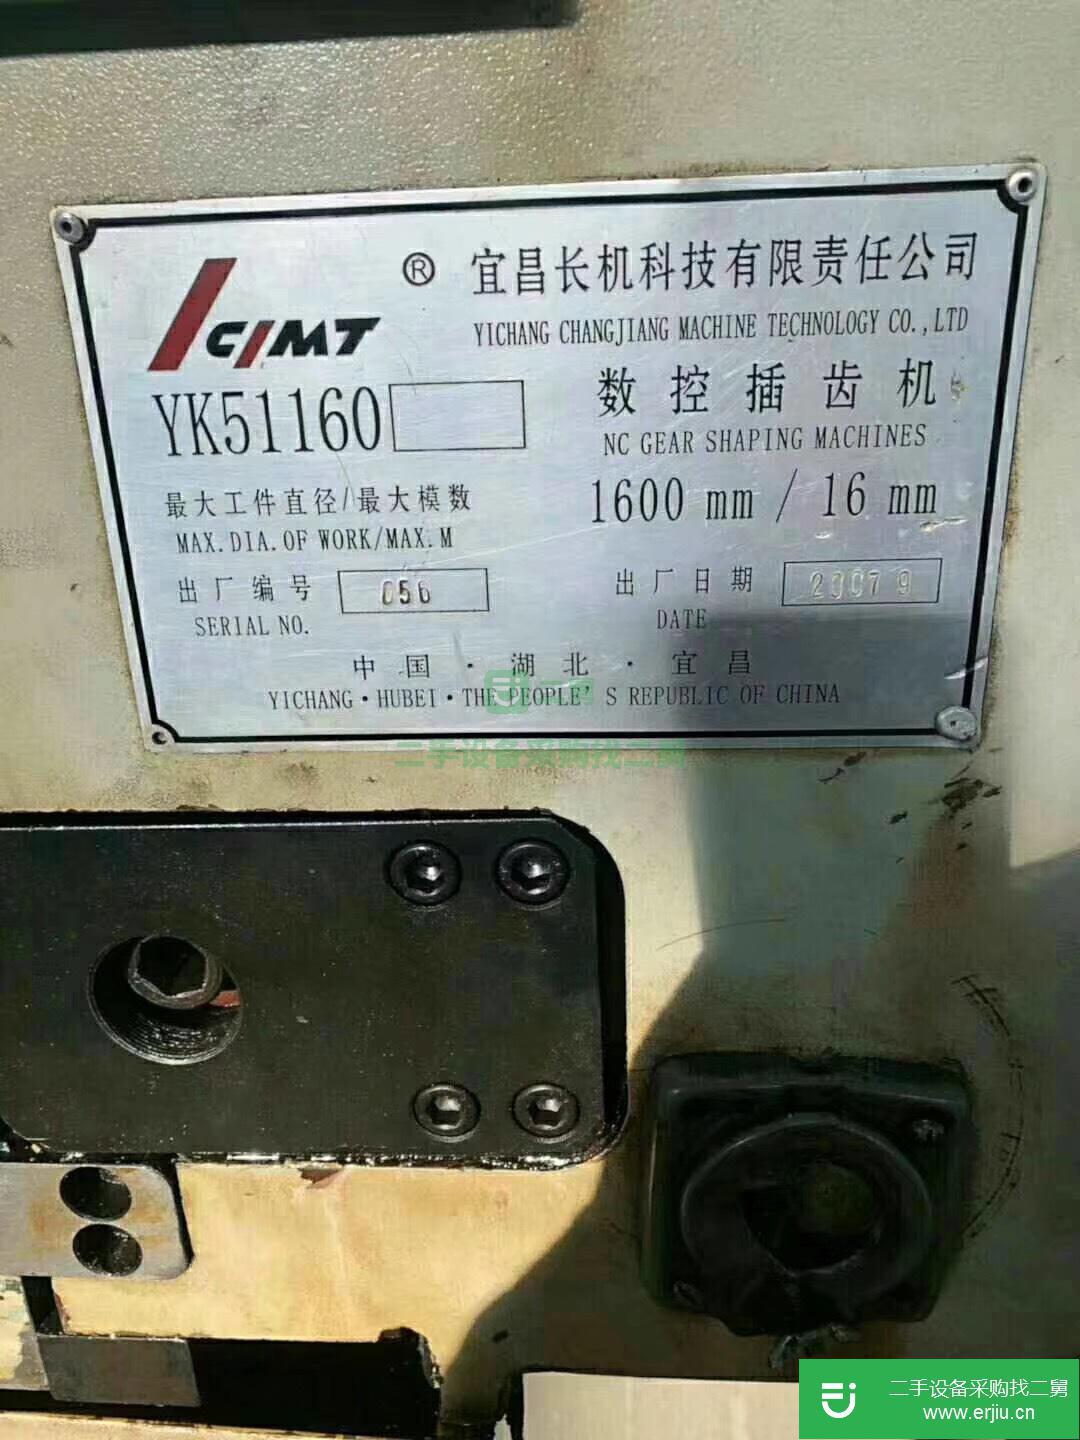 CIMT ® 宜昌长机科技有限责任公司
YICHANG CHANGJIANG MACHINE TECHNOLOGY CO.,LTD
YK51160 数控插齿机
NC GEAR SHAPING MACHINES
最大工件直径/最大模数 1600 mm / 16 mm
MAX.DIA.OF WORK/MAX.M
出厂编号 出厂日期 2007 9
SERIAL NO. DATE
中国·湖北·宜昌
YICHANG·HUBEI·THE PEOPLE'S REPUBLIC OF CHINA
二手设备采购找二舅
二手设备采购找二舅
www.erjiu.cn